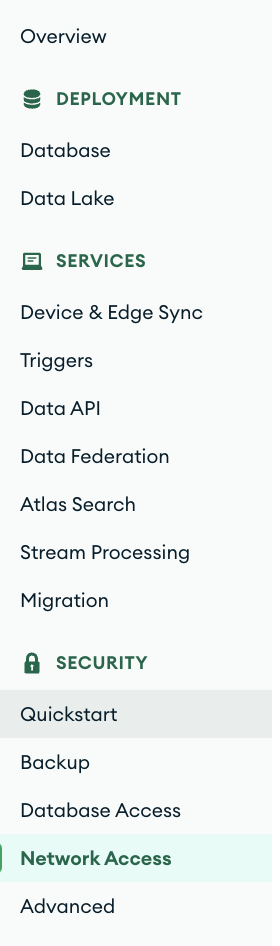 Overview
DEPLOYMENT
Database
Data Lake
SERVICES
Device & Edge Sync
Triggers
Data API
Data Federation
Atlas Search
Stream Processing
Migration
SECURITY
Quickstart
Backup
Database Access
Network Access
Advanced